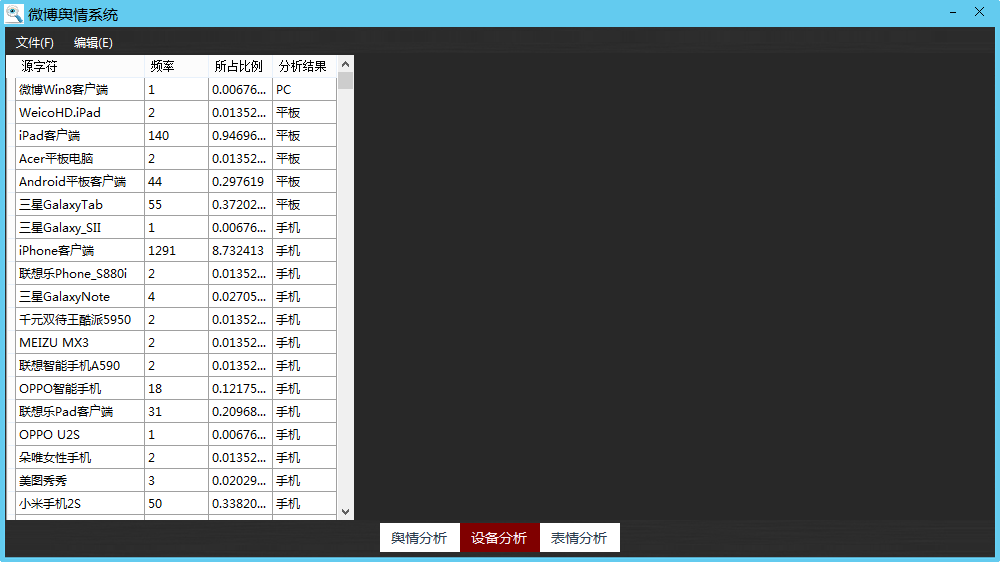 微博舆情系统
文件(F) 编辑(E)
源字符 频率 所占比例 分析结果
微博Win8客户端 1 0.00676... PC
WeicoHD.iPad 2 0.01352... 平板
iPad客户端 140 0.94696... 平板
Acer平板电脑 2 0.01352... 平板
Android平板客户端 44 0.297619 平板
三星GalaxyTab 55 0.37202... 平板
三星Galaxy_SII 1 0.00676... 手机
iPhone客户端 1291 8.732413 手机
联想乐Phone_S880i 2 0.01352... 手机
三星GalaxyNote 4 0.02705... 手机
千元双待王酷派5950 2 0.01352... 手机
MEIZU MX3 2 0.01352... 手机
联想智能手机A590 2 0.01352... 手机
OPPO智能手机 18 0.12175... 手机
联想乐Pad客户端 31 0.20968... 手机
OPPO U2S 1 0.00676... 手机
朵唯女性手机 2 0.01352... 手机
美图秀秀 3 0.02029... 手机
小米手机2S 50 0.33820... 手机
舆情分析 设备分析 表情分析